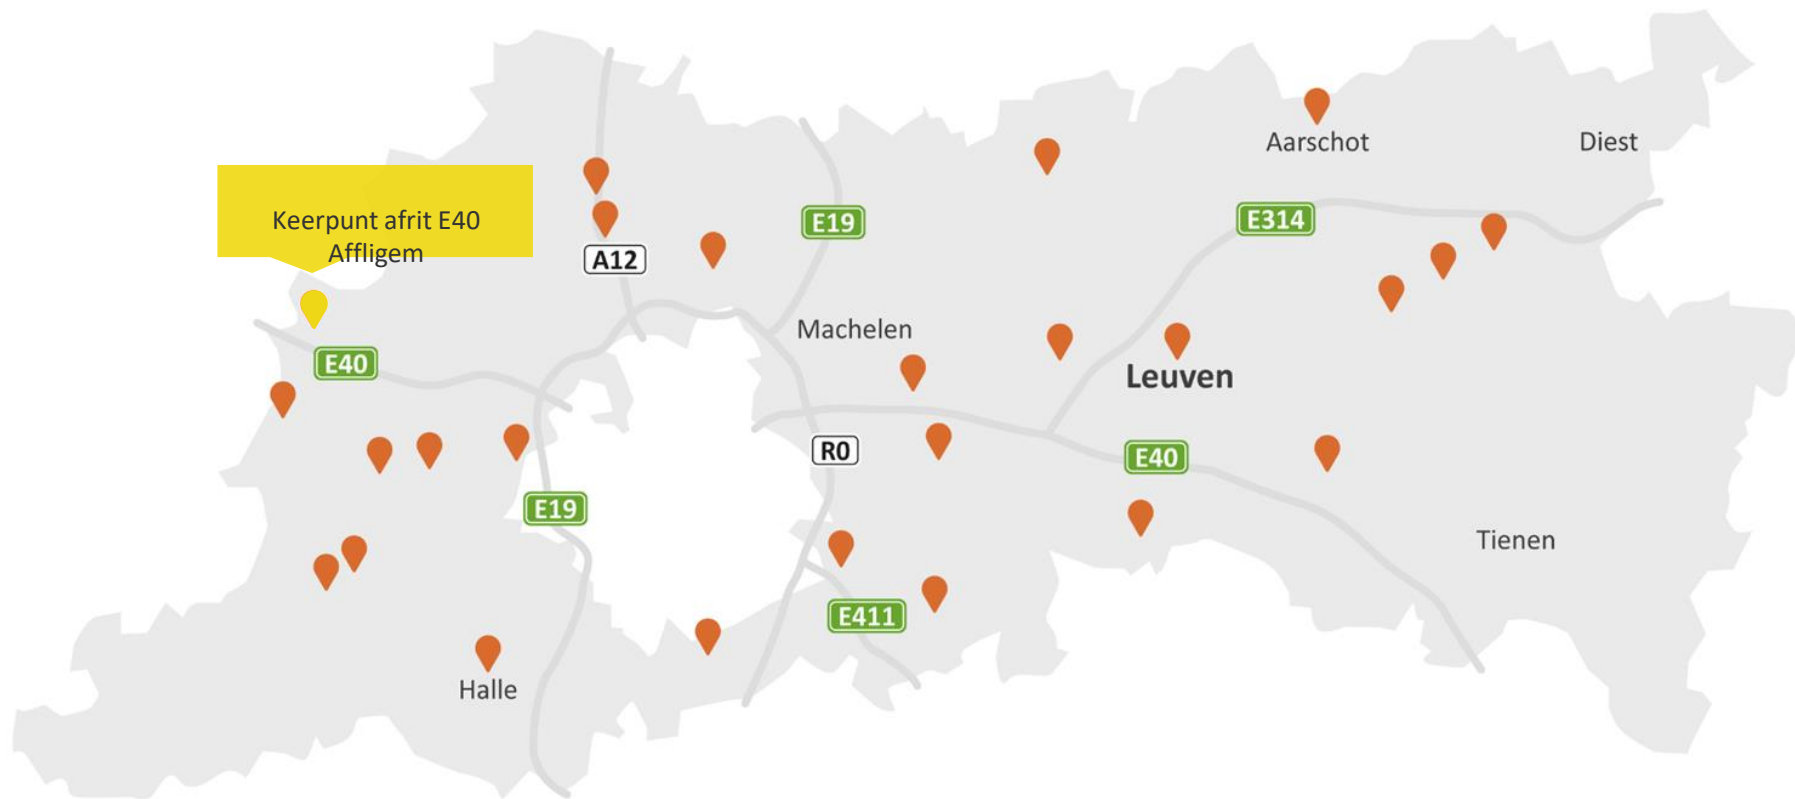 Aarschot
Diest
Keerpunt afrit E40
Affligem
E19
E314
A12
Machelen
E40
Leuven
R0
E40
E19
Tienen
E411
Halle